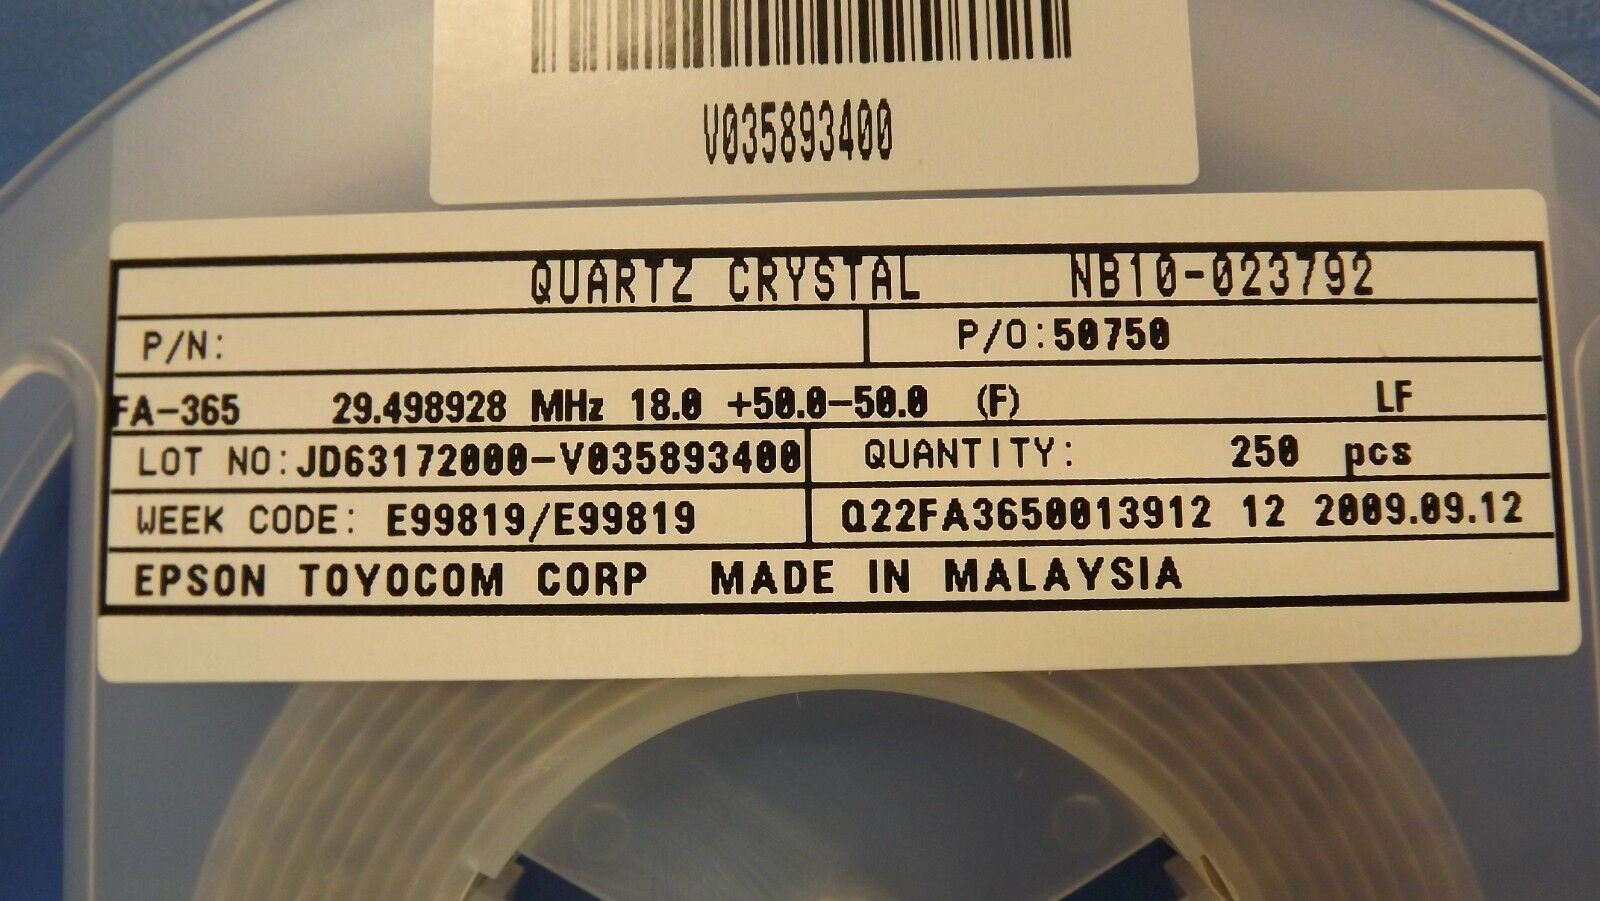 V035893400
QUARTZ CRYSTAL NB10-023792
P/N: P/O:50750
FA-365 29.498928 MHz 18.0 +50.0-50.0 (F) LF
LOT NO:JD63172000-V035893400 QUANTITY: 250 pcs
WEEK CODE: E99819/E99819 Q22FA3650013912 12 2009.09.12
EPSON TOYOCOM CORP MADE IN MALAYSIA